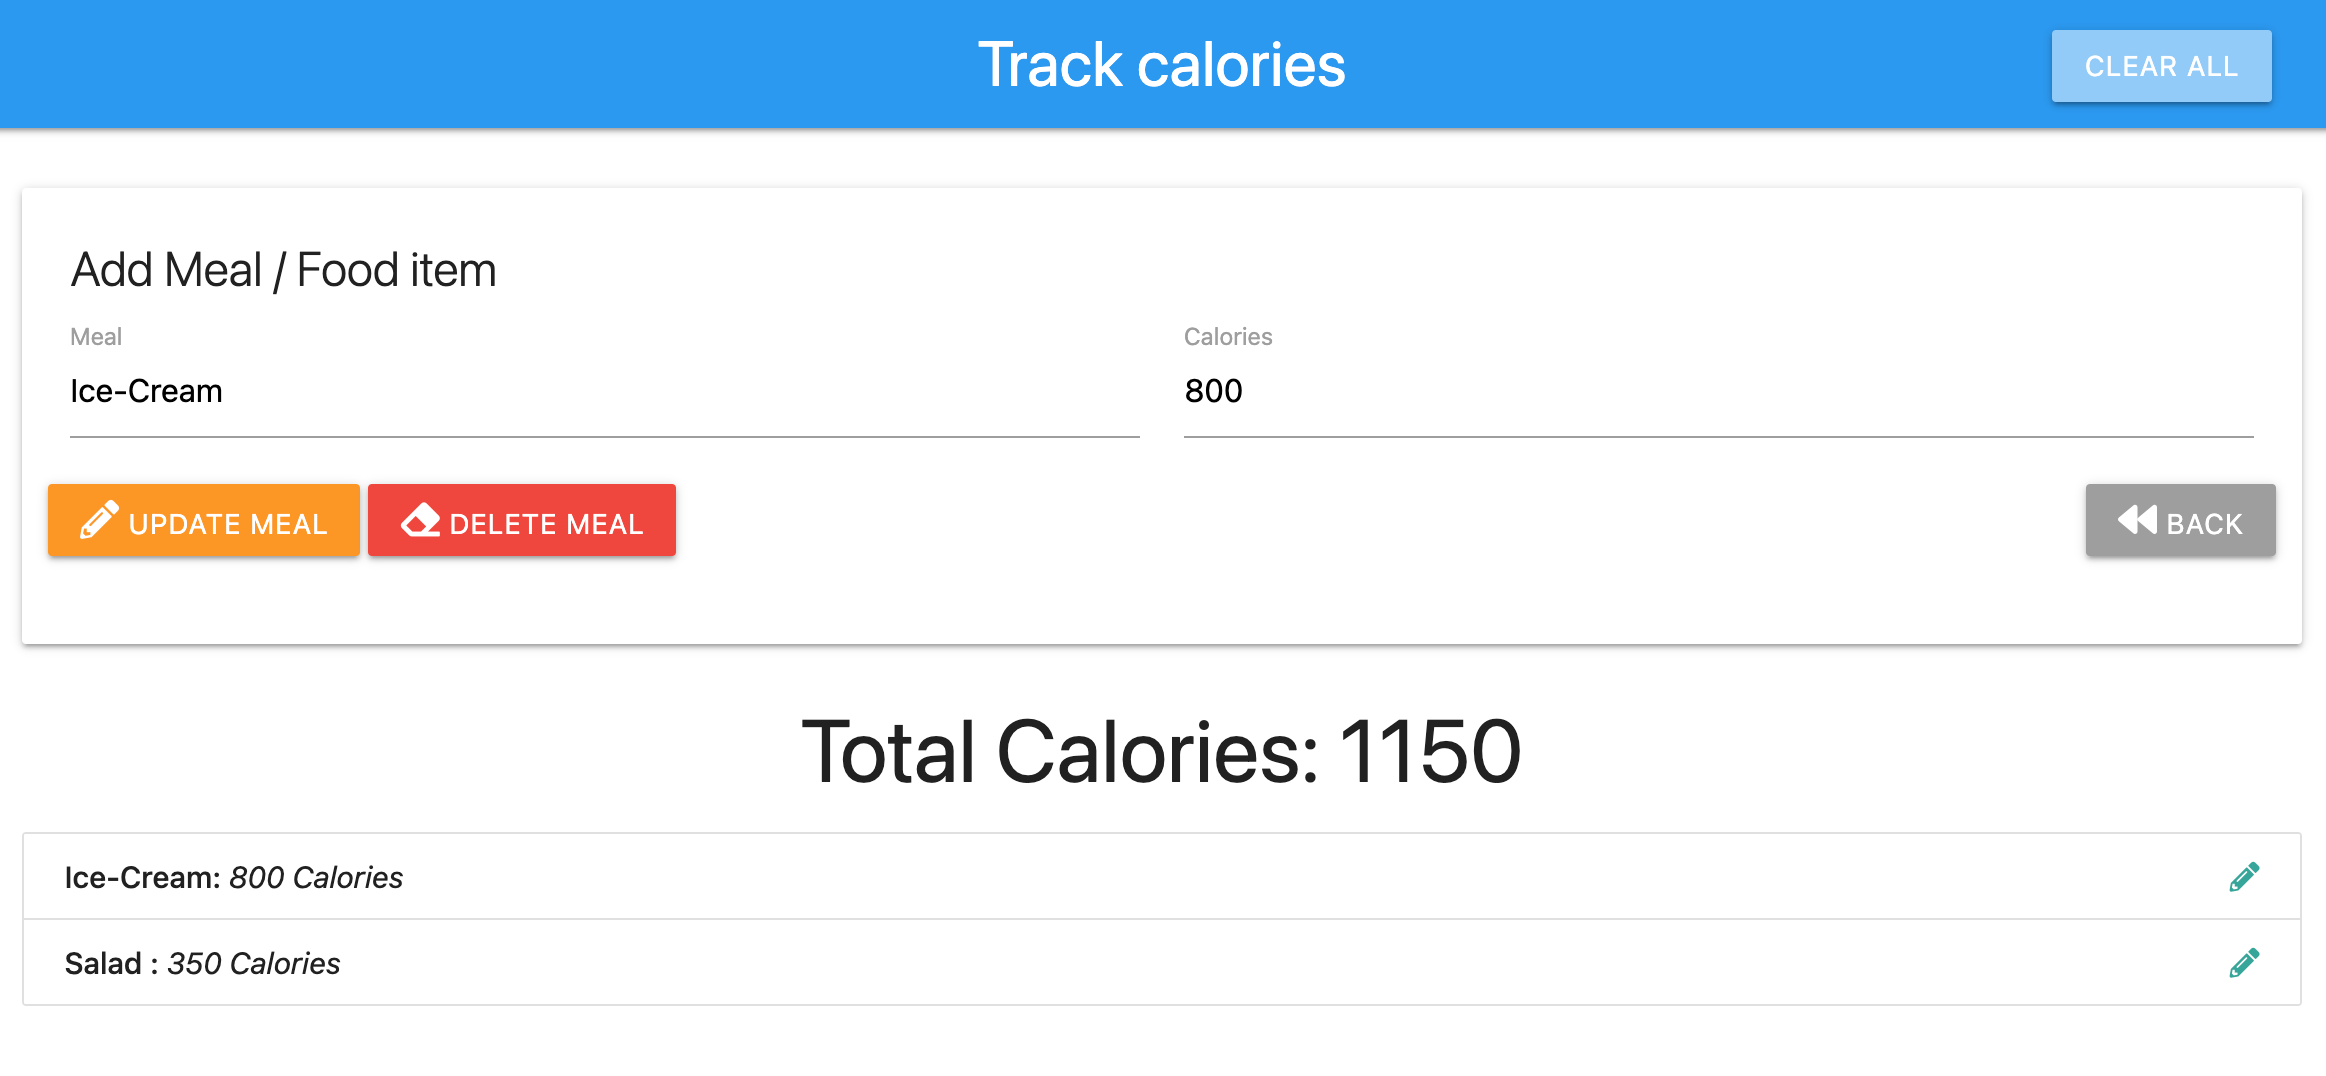 Track calories
CLEAR ALL
Add Meal / Food item
Meal
Calories
Ice-Cream
800
UPDATE MEAL
DELETE MEAL
BACK
Total Calories: 1150
Ice-Cream: 800 Calories
Salad : 350 Calories